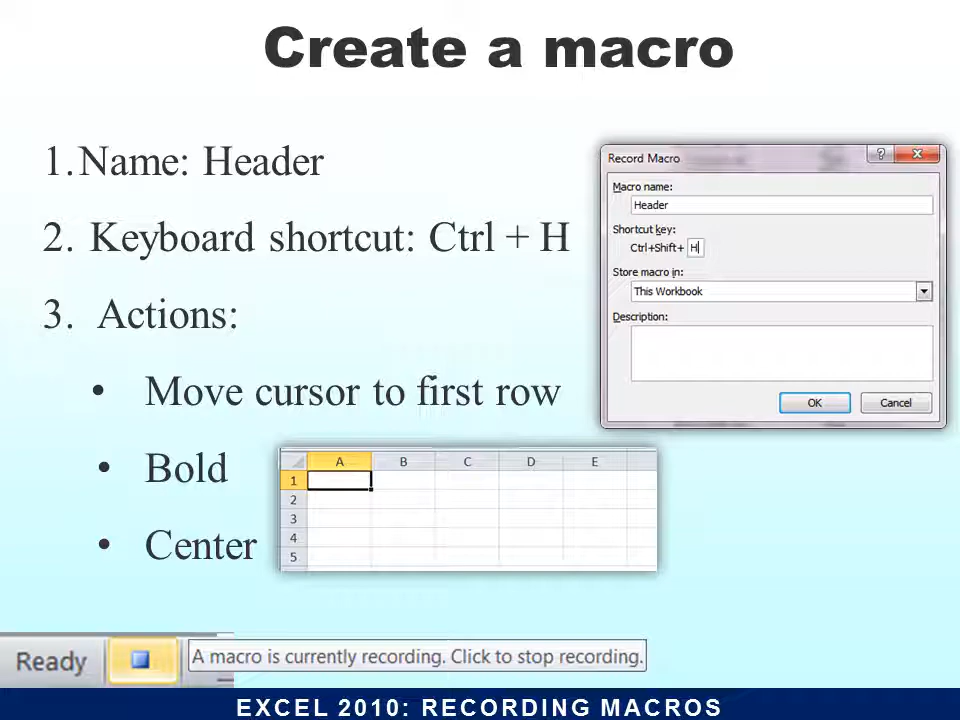 Create a macro
1. Name: Header
2. Keyboard shortcut: Ctrl + H
3. Actions:
• Move cursor to first row
• Bold
• Center
Record Macro
Macro name:
Header
Shortcut key:
Ctrl+Shift+ H
Store macro in:
This Workbook
Description:
OK Cancel
A B C D E
1
2
3
4
5
Ready
A macro is currently recording. Click to stop recording.
EXCEL 2010: RECORDING MACROS